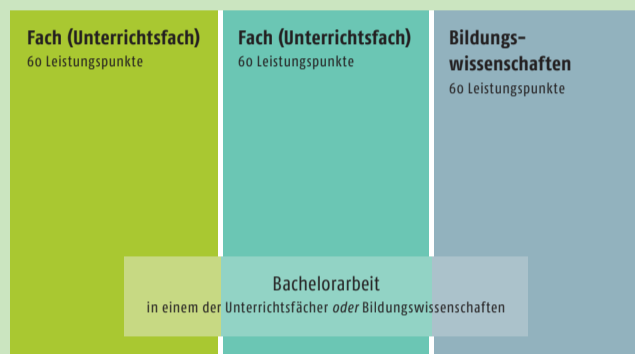 Fach (Unterrichtsfach)
60 Leistungspunkte
Fach (Unterrichtsfach)
60 Leistungspunkte
Bildungs-
wissenschaften
60 Leistungspunkte
Bachelorarbeit
in einem der Unterrichtsfächer oder Bildungswissenschaften